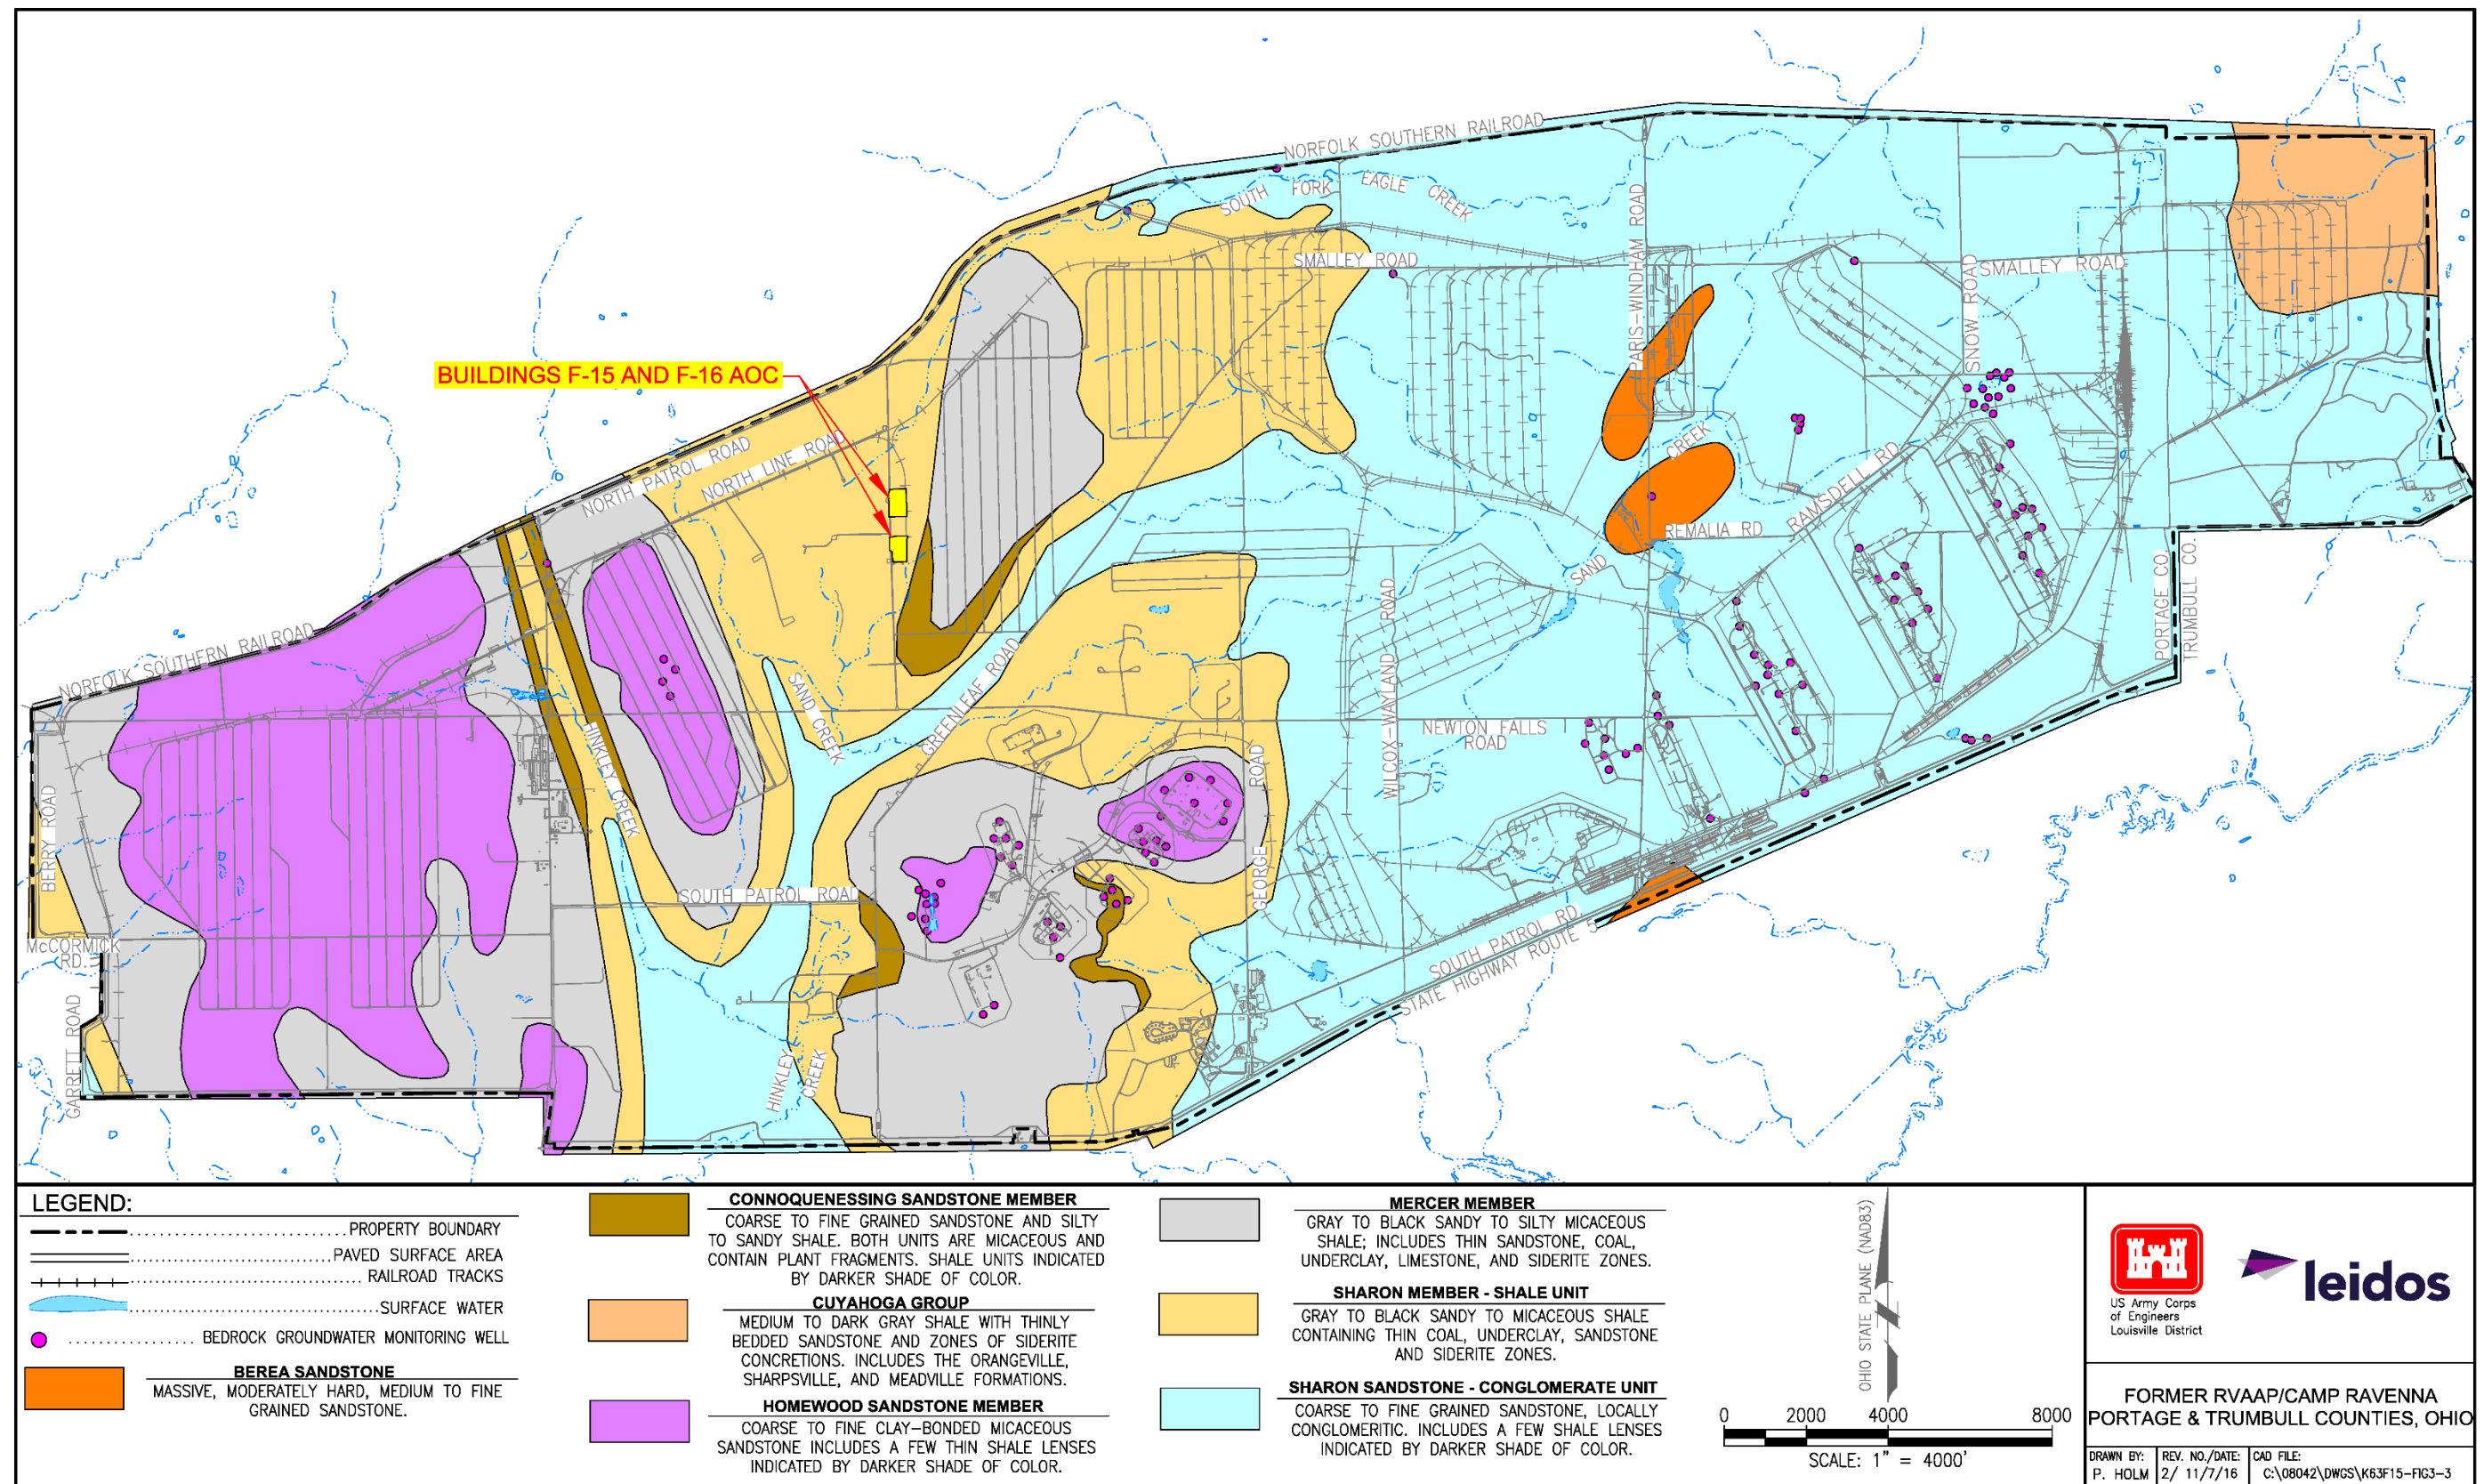 NORFOLK SOUTHERN RAILROAD
SOUTH FORK EAGLE CREEK
SMALLEY ROAD
PARIS-WINDHAM ROAD
SNOW ROAD
SMALLEY ROAD
BUILDINGS F-15 AND F-16 AOC
NORTH PATROL ROAD
NORTH LINE ROAD
CREEK
RAMSDELL RD
REMALIA RD
SAND
PORTAGE CO.
TRUMBULL CO.
NORFOLK SOUTHERN RAILROAD
SAND CREEK
GREENLEAF ROAD
WILCOX-WAYLAND ROAD
NEWTON FALLS
ROAD
HINKLEY CREEK
BERRY ROAD
GEORGE ROAD
SOUTH PATROL ROAD
McCORMICK
RD.
SOUTH PATROL RD
STATE HIGHWAY ROUTE 5
GARRETT ROAD
HINKLEY
CREEK
LEGEND:
PROPERTY BOUNDARY
PAVED SURFACE AREA
RAILROAD TRACKS
SURFACE WATER
BEDROCK GROUNDWATER MONITORING WELL
BEREA SANDSTONE
MASSIVE, MODERATELY HARD, MEDIUM TO FINE
GRAINED SANDSTONE.
CONNOQUENESSING SANDSTONE MEMBER
COARSE TO FINE GRAINED SANDSTONE AND SILTY
TO SANDY SHALE. BOTH UNITS ARE MICACEOUS AND
CONTAIN PLANT FRAGMENTS. SHALE UNITS INDICATED
BY DARKER SHADE OF COLOR.
CUYAHOGA GROUP
MEDIUM TO DARK GRAY SHALE WITH THINLY
BEDDED SANDSTONE AND ZONES OF SIDERITE
CONCRETIONS. INCLUDES THE ORANGEVILLE,
SHARPSVILLE, AND MEADVILLE FORMATIONS.
HOMEWOOD SANDSTONE MEMBER
COARSE TO FINE CLAY-BONDED MICACEOUS
SANDSTONE INCLUDES A FEW THIN SHALE LENSES
INDICATED BY DARKER SHADE OF COLOR.
MERCER MEMBER
GRAY TO BLACK SANDY TO SILTY MICACEOUS
SHALE; INCLUDES THIN SANDSTONE, COAL,
UNDERCLAY, LIMESTONE, AND SIDERITE ZONES.
SHARON MEMBER - SHALE UNIT
GRAY TO BLACK SANDY TO MICACEOUS SHALE
CONTAINING THIN COAL, UNDERCLAY, SANDSTONE
AND SIDERITE ZONES.
SHARON SANDSTONE - CONGLOMERATE UNIT
COARSE TO FINE GRAINED SANDSTONE, LOCALLY
CONGLOMERITIC. INCLUDES A FEW SHALE LENSES
INDICATED BY DARKER SHADE OF COLOR.
OHIO STATE PLANE (NAD83)
0 2000 4000 8000
SCALE: 1" = 4000'
US Army Corps
of Engineers
Louisville District
leidos
FORMER RVAAP/CAMP RAVENNA
PORTAGE & TRUMBULL COUNTIES, OHIO
DRAWN BY: REV. NO./DATE: CAD FILE:
P. HOLM 2/ 11/7/16 C:\08042\DWGS\K63F15-FIG3-3